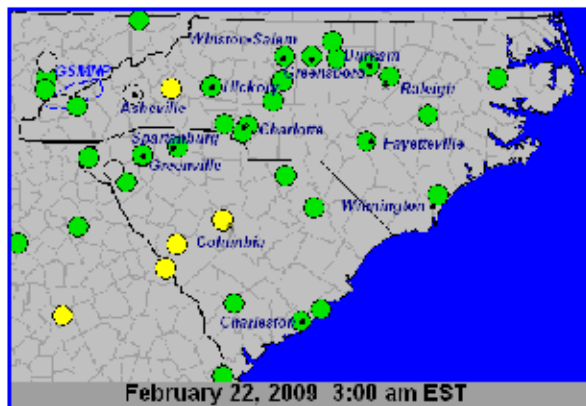 Winston-Salem
Durham
GSMNP
Greensboro
Hickory
Raleigh
Asheville
Charlotte
Spartanburg
Fayetteville
Greenville
Wilmington
Columbia
Charleston
February 22, 2009 3:00 am EST